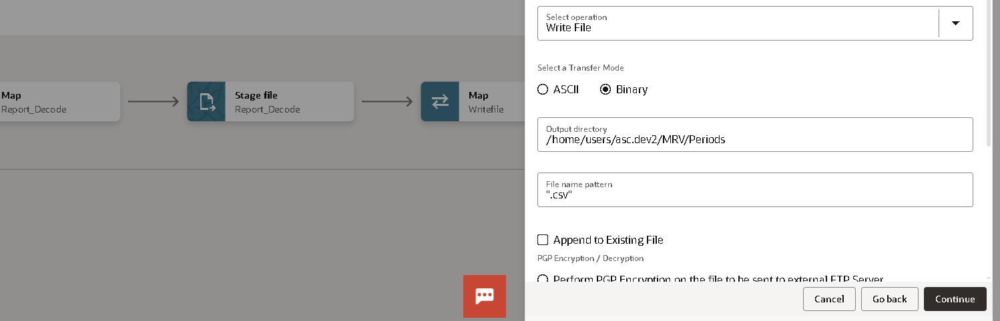 Map
Report_Decode
Stage file
Report_Decode
Map
Writefile
Select operation
Write File
Select a Transfer Mode
ASCII
Binary
Output directory
/home/users/asc.dev2/MRV/Periods
File name pattern
".csv"
Append to Existing File
PGP Encryption / Decryption
Perform PGP Encryption on the file to be sent to external FTP Server
Cancel
Go back
Continue